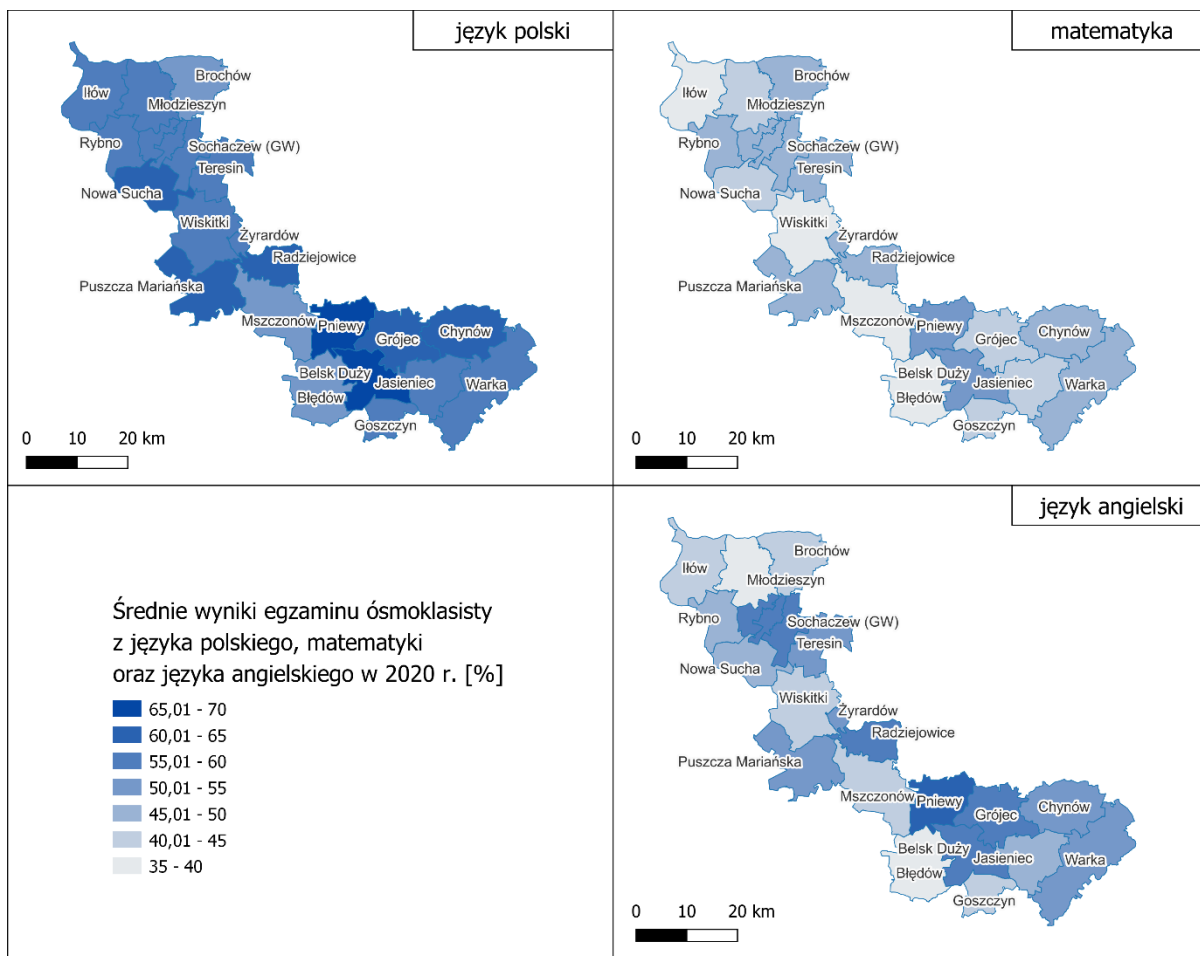 język polski
Brochów
Iłów
Młodzieszyn
Rybno
Sochaczew (GW)
Teresin
Nowa Sucha
Wiskitki
Żyrardów
Radziejowice
Puszcza Mariańska
Mszczonów
Pniewy
Grójec
Chynów
Belsk Duży
Jasieniec
Warka
Błędów
Goszczyn
0 10 20 km
matematyka
Brochów
Iłów
Młodzieszyn
Rybno
Sochaczew (GW)
Teresin
Nowa Sucha
Wiskitki
Żyrardów
Radziejowice
Puszcza Mariańska
Mszczonów
Pniewy
Grójec
Chynów
Belsk Duży
Jasieniec
Warka
Błędów
Goszczyn
0 10 20 km
Średnie wyniki egzaminu ósmoklasisty
z języka polskiego, matematyki
oraz języka angielskiego w 2020 r. [%]
65,01 - 70
60,01 - 65
55,01 - 60
50,01 - 55
45,01 - 50
40,01 - 45
35 - 40
język angielski
Brochów
Iłów
Młodzieszyn
Rybno
Sochaczew (GW)
Teresin
Nowa Sucha
Wiskitki
Żyrardów
Radziejowice
Puszcza Mariańska
Mszczonów
Pniewy
Grójec
Chynów
Belsk Duży
Jasieniec
Warka
Błędów
Goszczyn
0 10 20 km